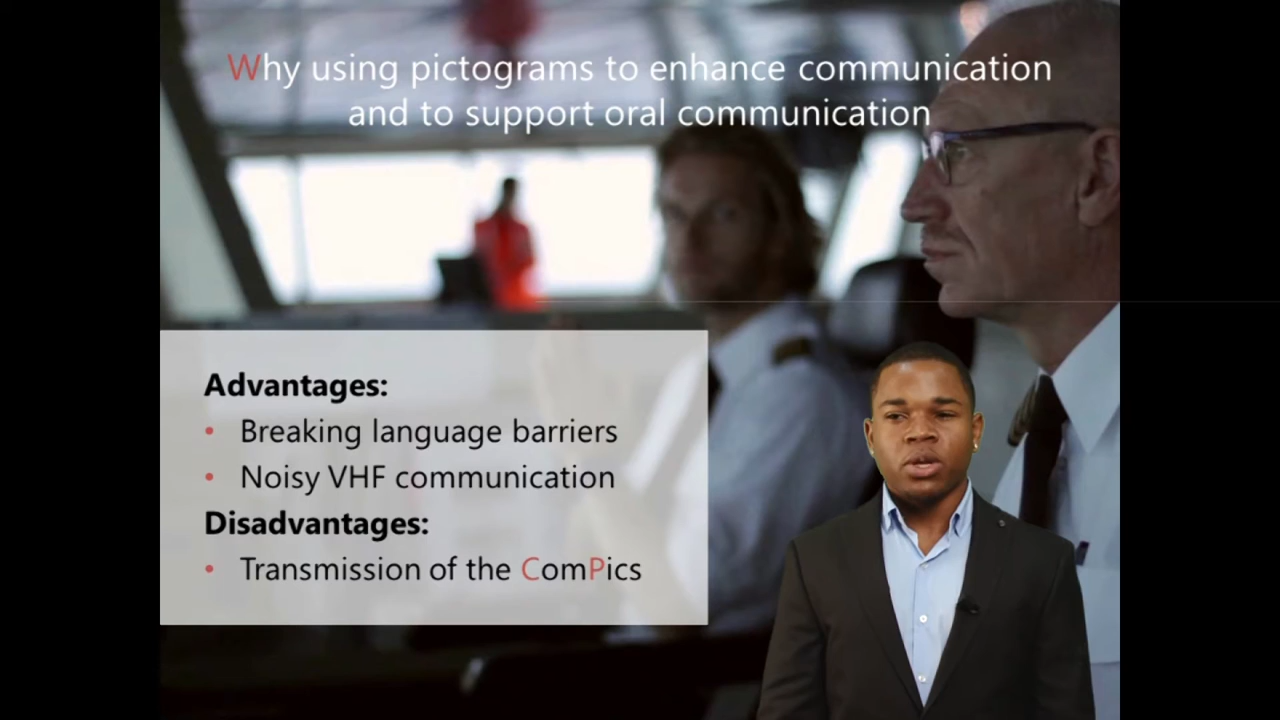 Why using pictograms to enhance communication
and to support oral communication
Advantages:
• Breaking language barriers
• Noisy VHF communication
Disadvantages:
• Transmission of the ComPics